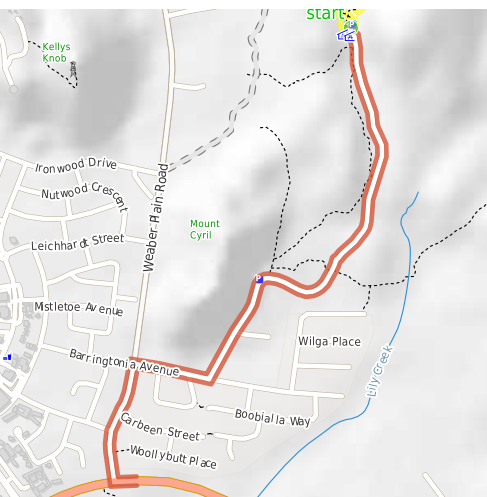 start
Kellys
Knob
Ironwood Drive
Nutwood Crescent
Weaber Plain Road
Mount
Cyril
Leichhardt Street
Mistletoe Avenue
Wilga Place
Barringtonia Avenue
Lily Creek
Boobialla Way
Carbeen Street
Woollybutt Place